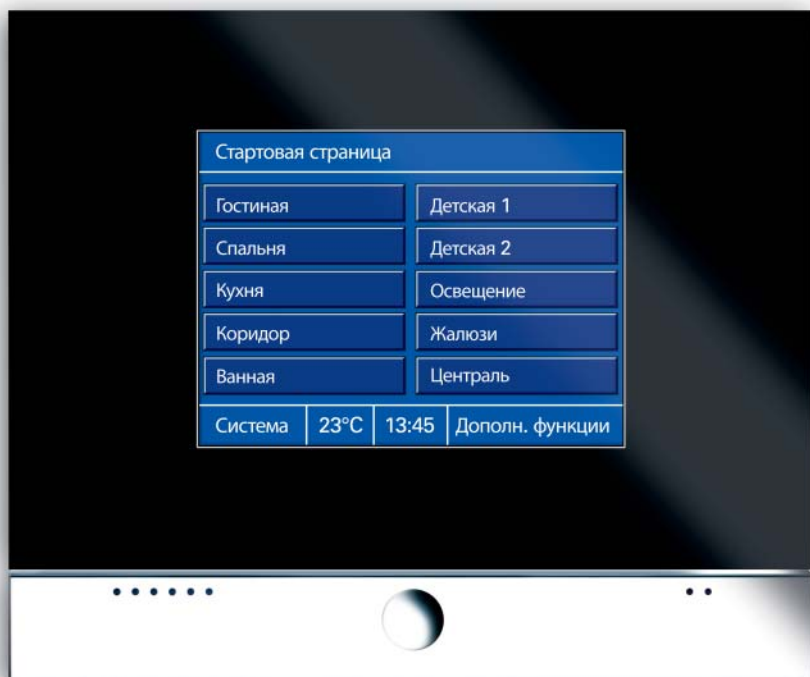 Стартовая страница
Гостиная
Детская 1
Спальня
Детская 2
Кухня
Освещение
Коридор
Жалюзи
Ванная
Централь
Система 23°C 13:45 Дополн. функции